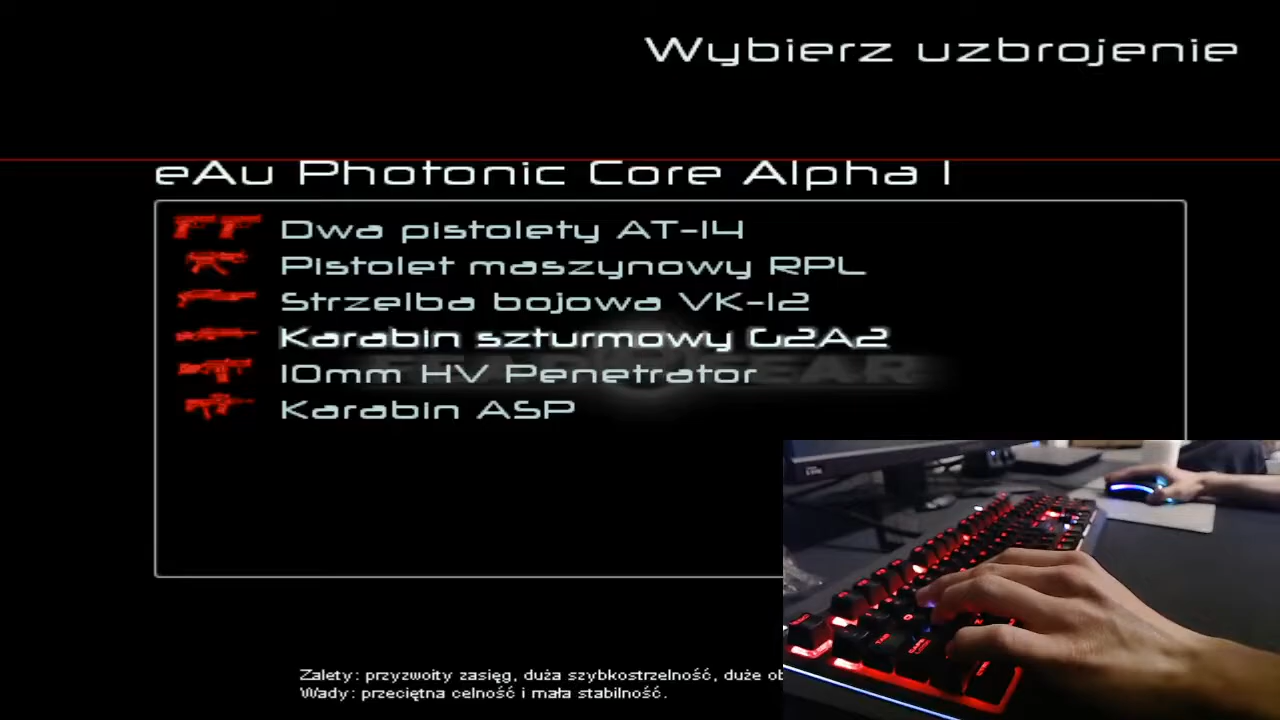 Wybierz uzbrojenie
eAu Photonic Core Alpha 1
Dwa pistolety AT-14
Pistolet maszynowy RPL
Strzelba bojowa VK-12
Karabin szturmowy G2A2
10mm HV Penetrator
Karabin ASP
Zalety: przyzwoity zasięg, duża szybkostrzelność, duże
Wady: przeciętna celność i mała stabilność.